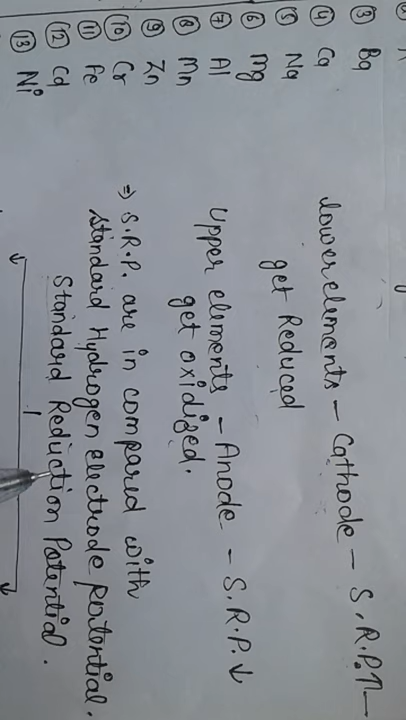 ③ Ba
④ Ca
⑤ Na
⑥ Mg
⑦ Al
⑧ Mn
⑨ Zn
⑩ Cr
⑪ Fe
⑫ Cd
⑬ Ni
lower elements - Cathode - S.R.P.↑ -
get Reduced
Upper elements - Anode - S.R.P.↓
get oxidized.
⇒ S.R.P. are in compared with
Standard Hydrogen electrode potential.
Standard Reduction Potential.